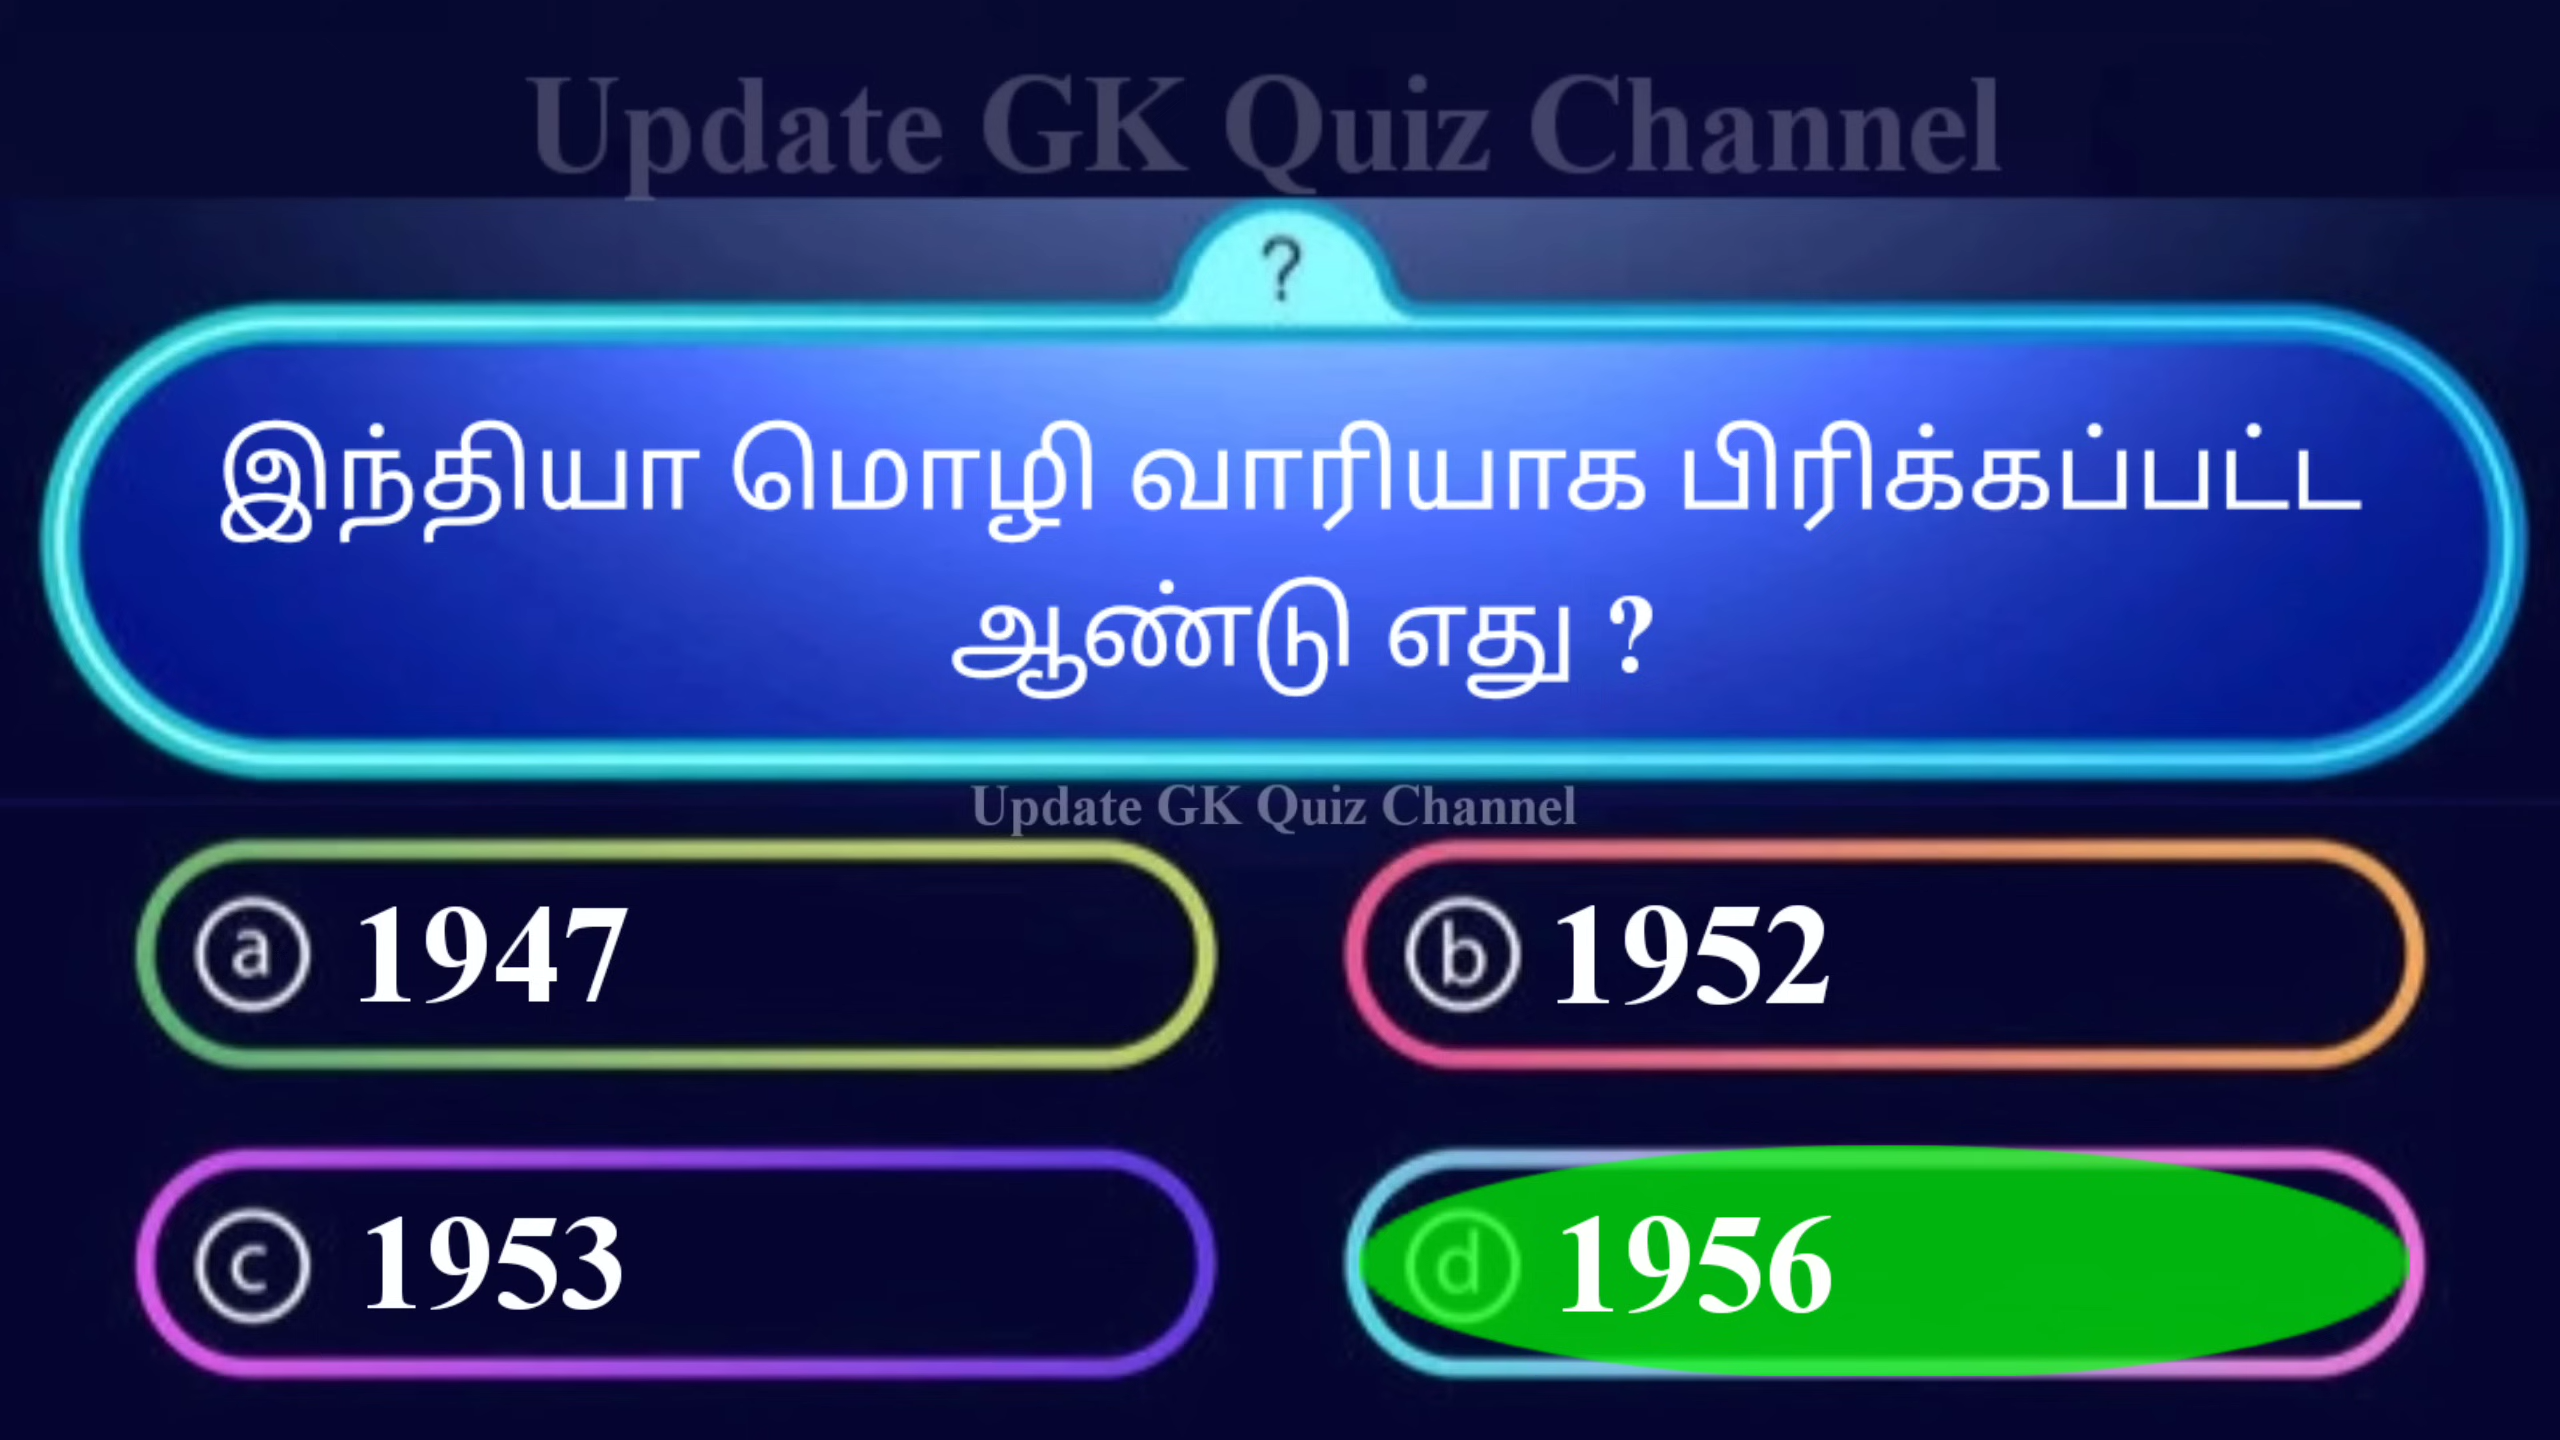 Update GK Quiz Channel
?
இந்தியா மொழி வாரியாக பிரிக்கப்பட்ட
ஆண்டு எது ?
Update GK Quiz Channel
a 1947
b 1952
c 1953
d 1956